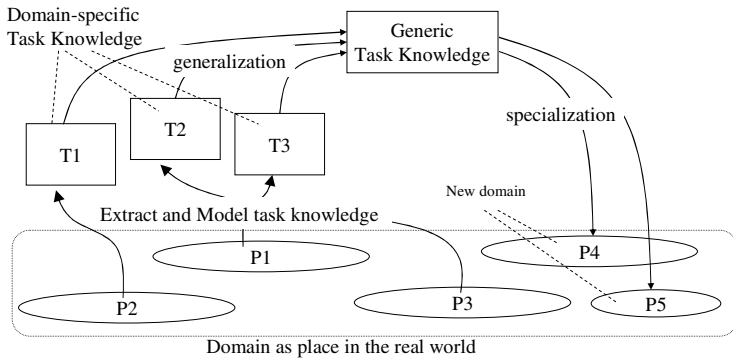 Domain-specific
Task Knowledge
Generic
Task Knowledge
generalization
specialization
T1
T2
T3
New domain
Extract and Model task knowledge
P1
P2
P3
P4
P5
Domain as place in the real world